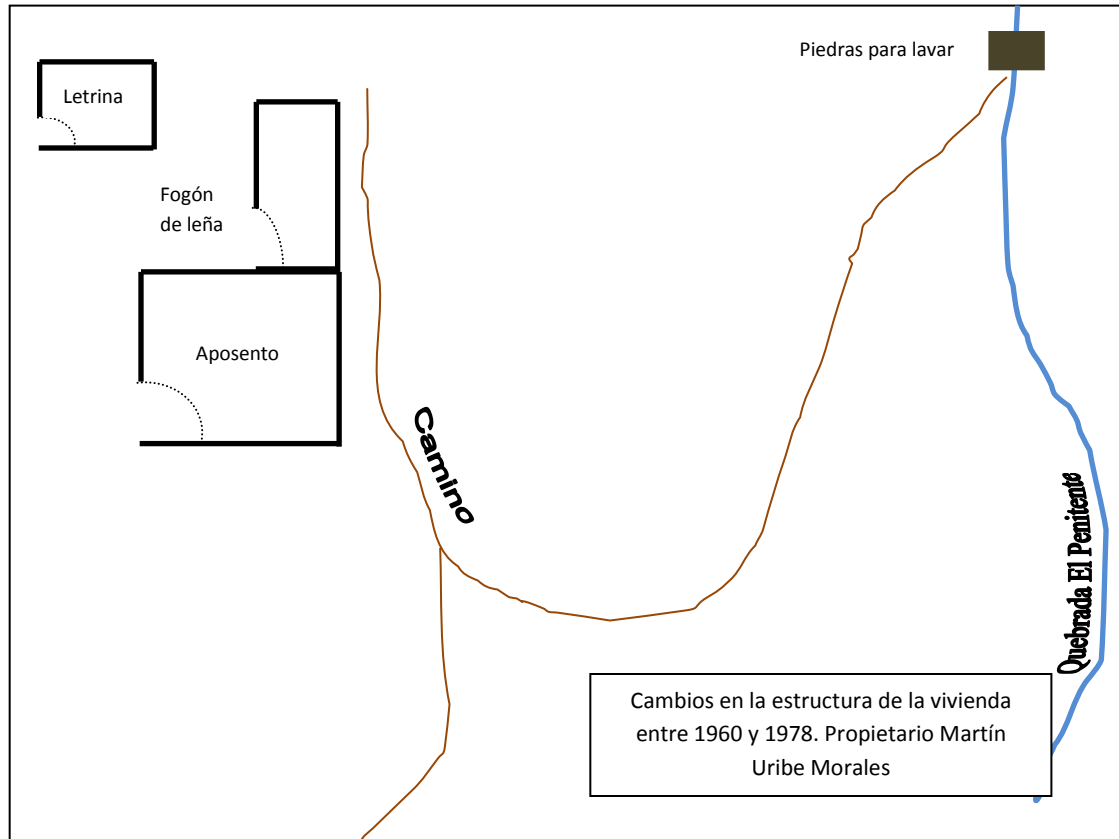 Piedras para lavar
Letrina
Fogón
de leña
Aposento
Camino
Quebrada El Penitente
Cambios en la estructura de la vivienda
entre 1960 y 1978. Propietario Martín
Uribe Morales